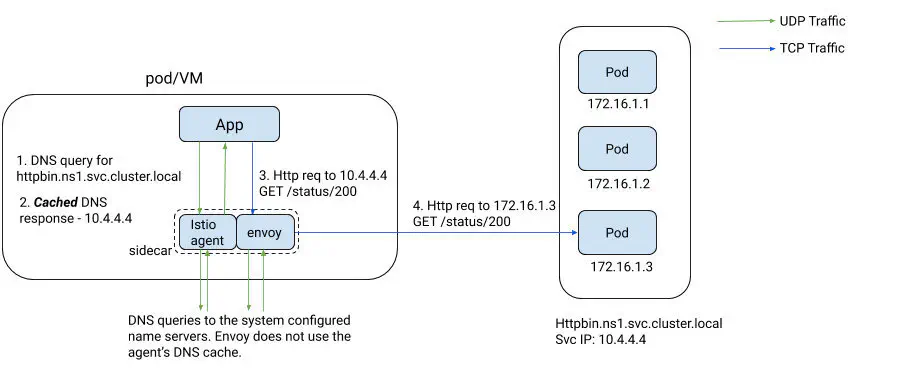 UDP Traffic
TCP Traffic
pod/VM
App
1. DNS query for
httpbin.ns1.svc.cluster.local
2. Cached DNS
response - 10.4.4.4
3. Http req to 10.4.4.4
GET /status/200
Istio
agent
envoy
sidecar
4. Http req to 172.16.1.3
GET /status/200
Pod
172.16.1.1
Pod
172.16.1.2
Pod
172.16.1.3
DNS queries to the system configured
name servers. Envoy does not use the
agent's DNS cache.
Httpbin.ns1.svc.cluster.local
Svc IP: 10.4.4.4